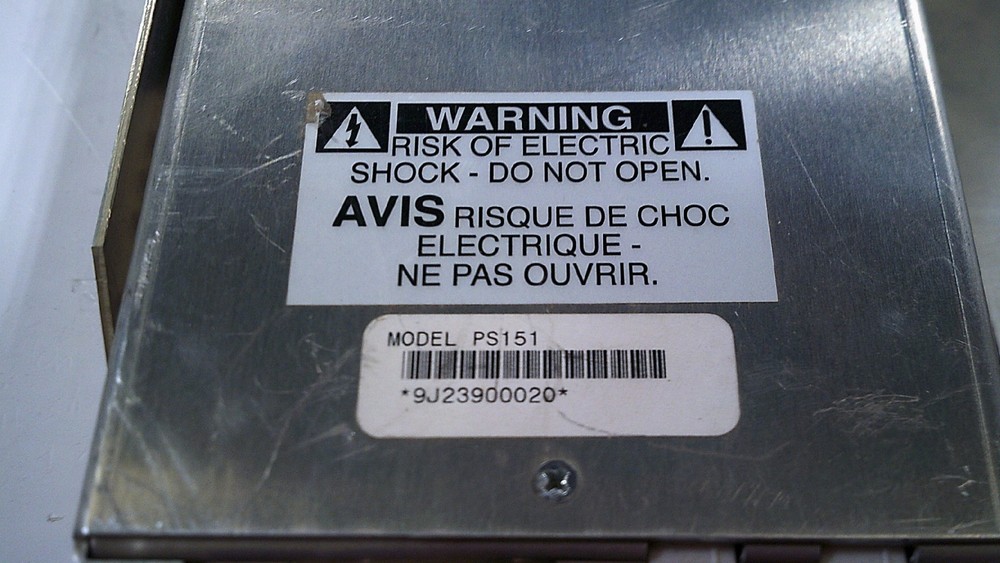 WARNING
RISK OF ELECTRIC
SHOCK - DO NOT OPEN.
AVIS RISQUE DE CHOC
ELECTRIQUE -
NE PAS OUVRIR.
MODEL PS151
*9J23900020*